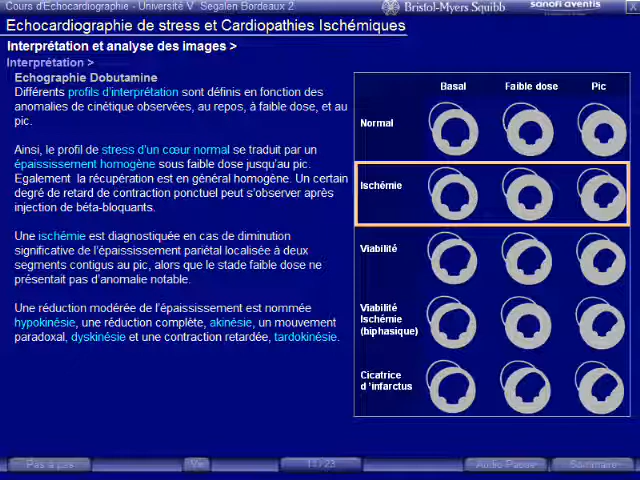 Cours d'Echocardiographie - Université V. Segalen Bordeaux 2
Bristol-Myers Squibb
sanofi aventis
X
Echocardiographie de stress et Cardiopathies Ischémiques
Interprétation et analyse des images >
Interprétation >
Echographie Dobutamine
Différents profils d'interprétation sont définis en fonction des
anomalies de cinétique observées, au repos, à faible dose, et au
pic.
Ainsi, le profil de stress d'un cœur normal se traduit par un
épaississement homogène sous faible dose jusqu'au pic.
Egalement la récupération est en général homogène. Un certain
degré de retard de contraction ponctuel peut s'observer après
injection de béta-bloquants.
Une ischémie est diagnostiquée en cas de diminution
significative de l'épaississement pariétal localisée à deux
segments contigus au pic, alors que le stade faible dose ne
présentait pas d'anomalie notable.
Une réduction modérée de l'épaississement est nommée
hypokinésie, une réduction complète, akinésie, un mouvement
paradoxal, dyskinésie et une contraction retardée, tardokinésie.
Basal Faible dose Pic
Normal
Ischémie
Viabilité
Viabilité
Ischémie
(biphasique)
Cicatrice
d 'infarctus
Pas à pas
11 / 23
Audio Pause
Sommaire